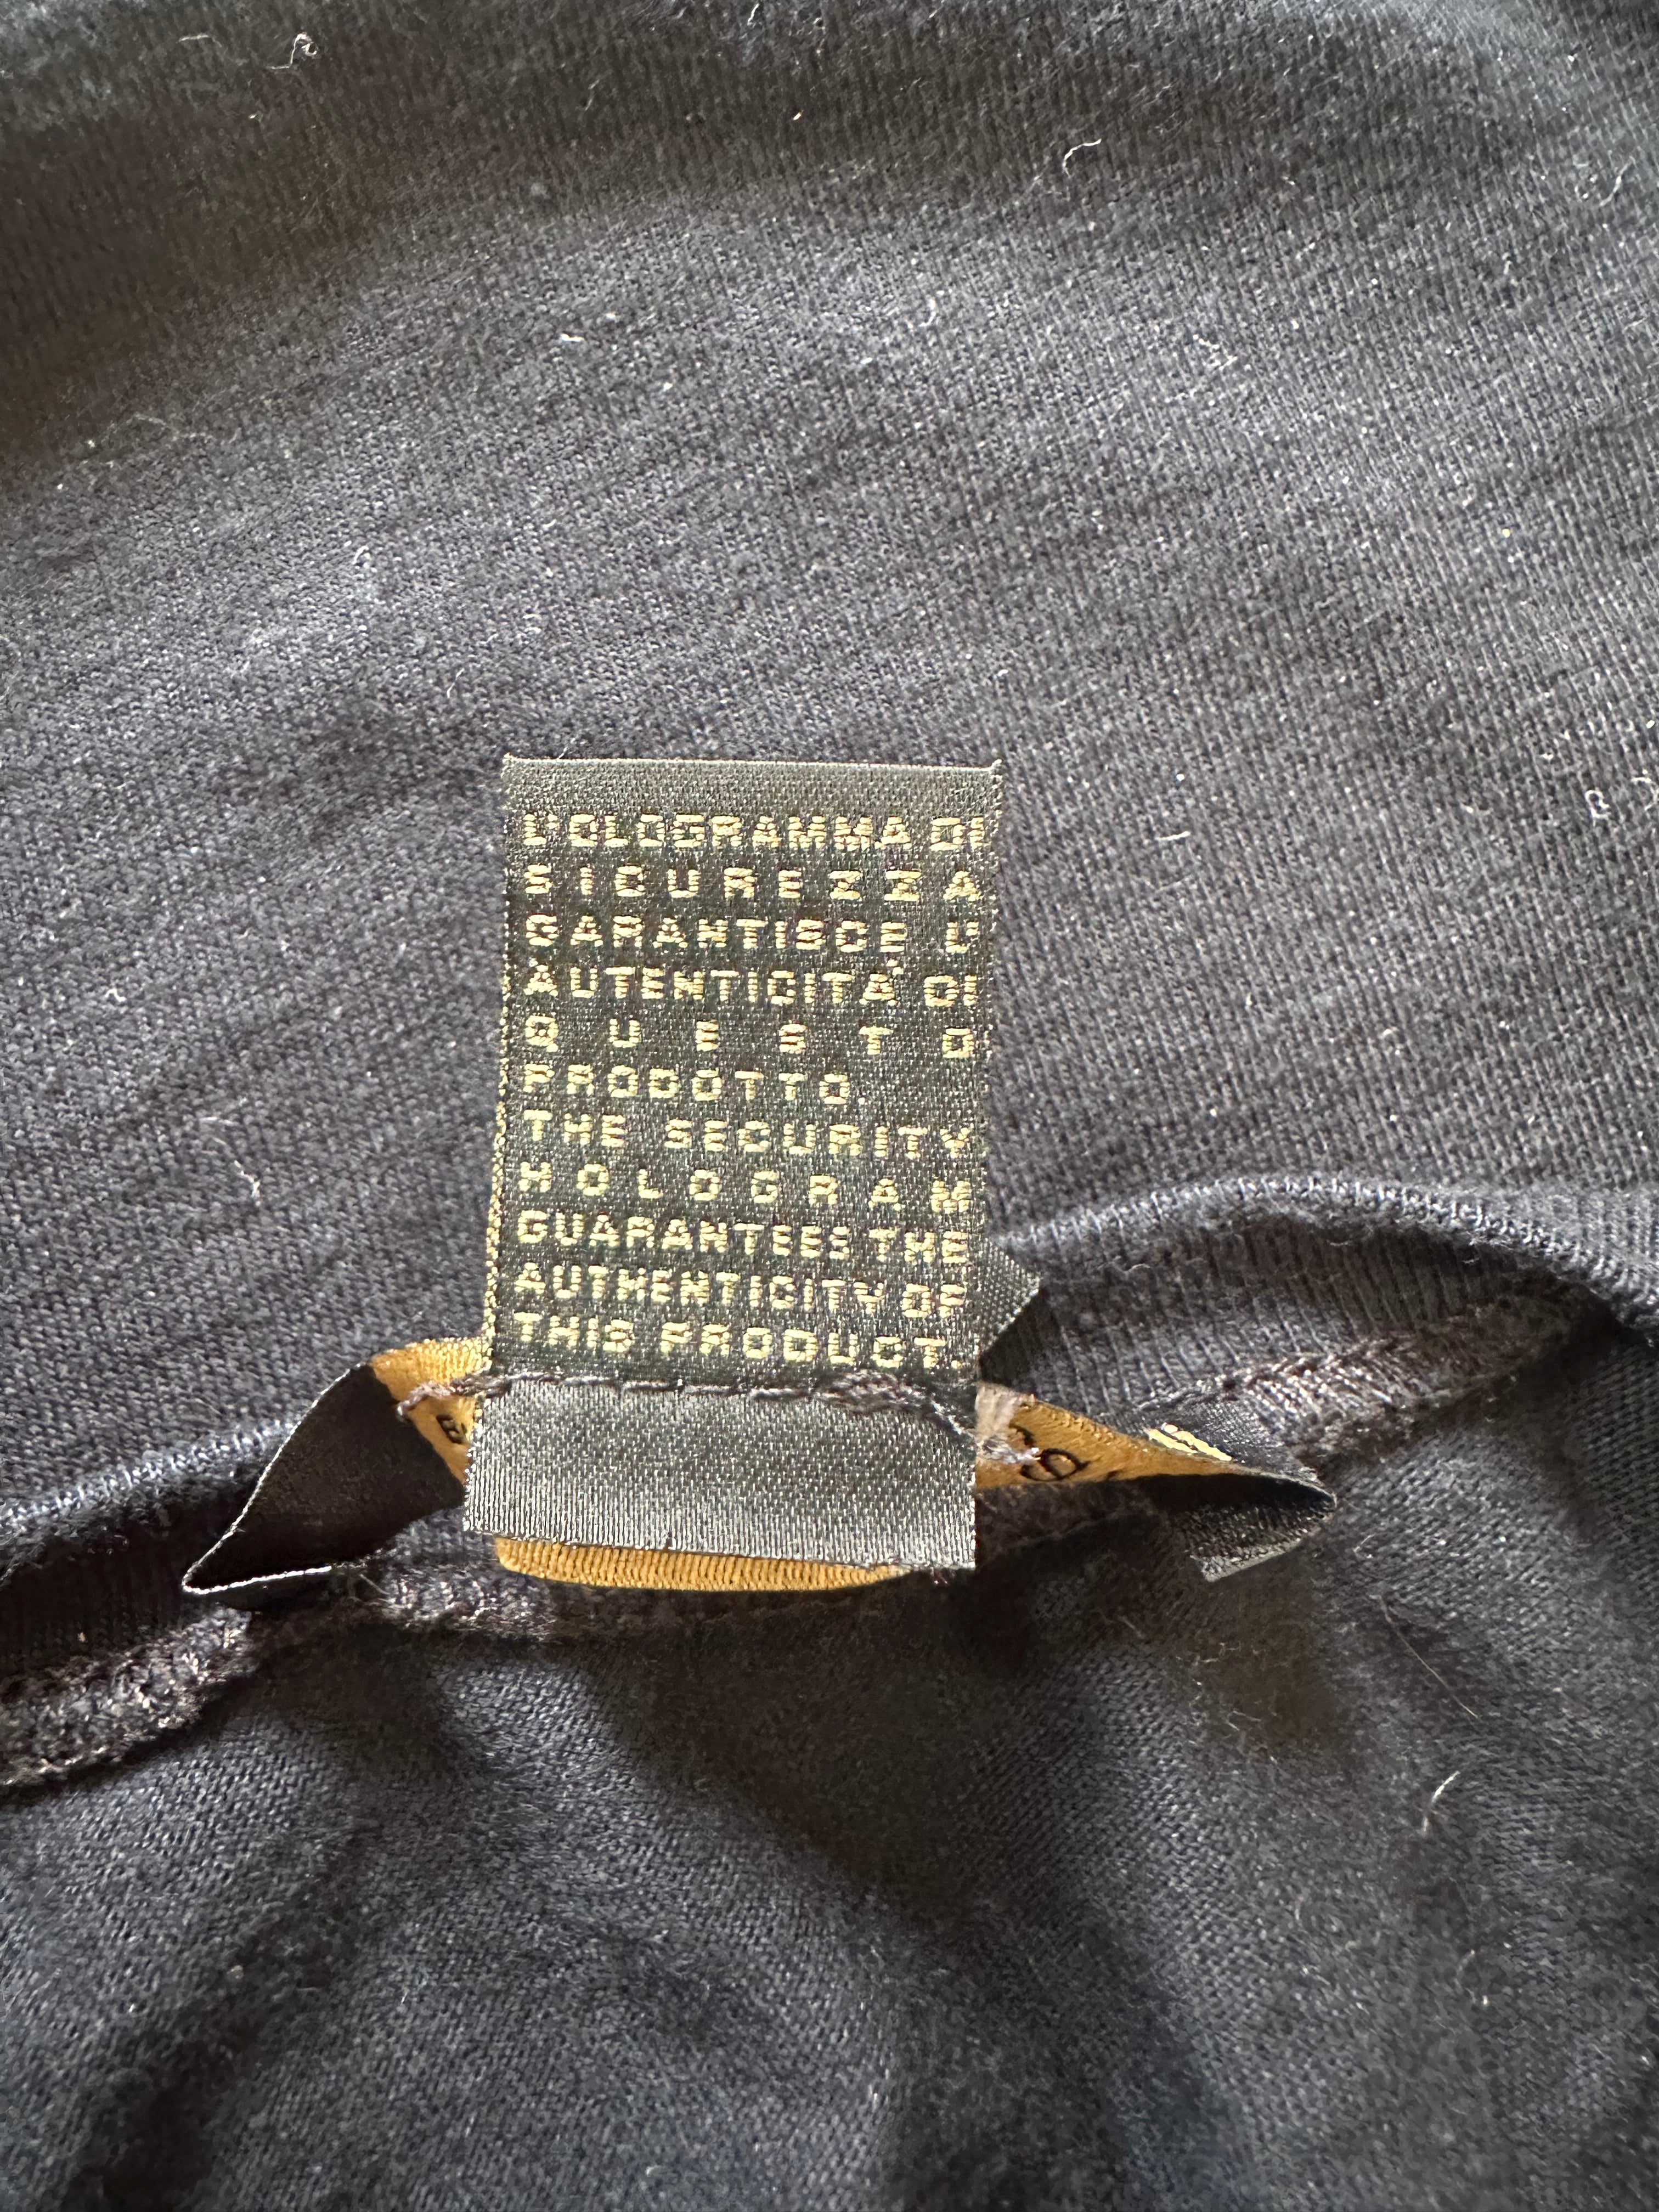 L'OLOGRAMMA DI
SICUREZZA
GARANTISCE L'
AUTENTICITÀ DI
QUESTO
PRODOTTO.
THE SECURITY
HOLOGRAM
GUARANTEES THE
AUTHENTICITY OF
THIS PRODUCT.